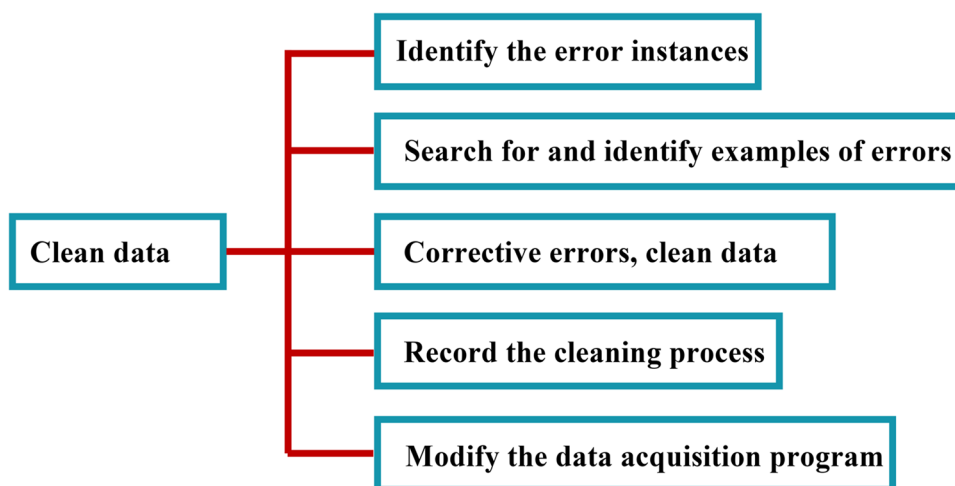 Identify the error instances
Search for and identify examples of errors
Clean data
Corrective errors, clean data
Record the cleaning process
Modify the data acquisition program